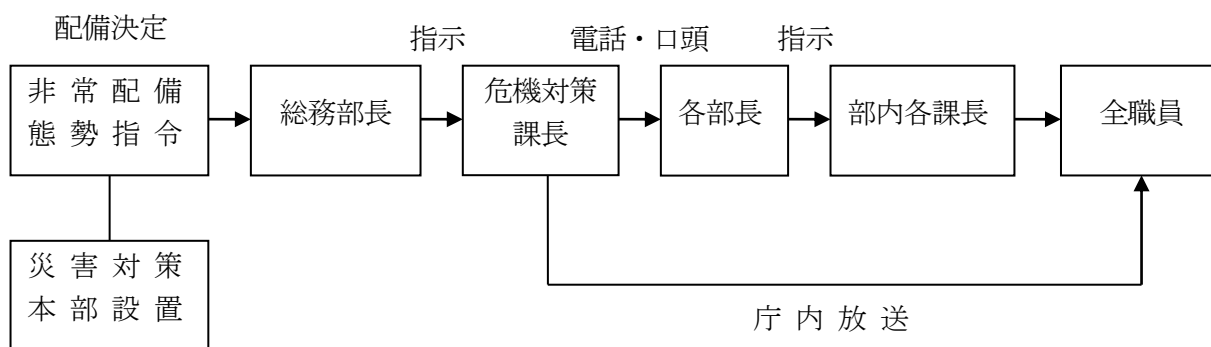 配備決定
指示
電話・口頭
指示
非常配備
態勢指令
総務部長
危機対策
課長
各部長
部内各課長
全職員
災害対策
本部設置
庁内放送